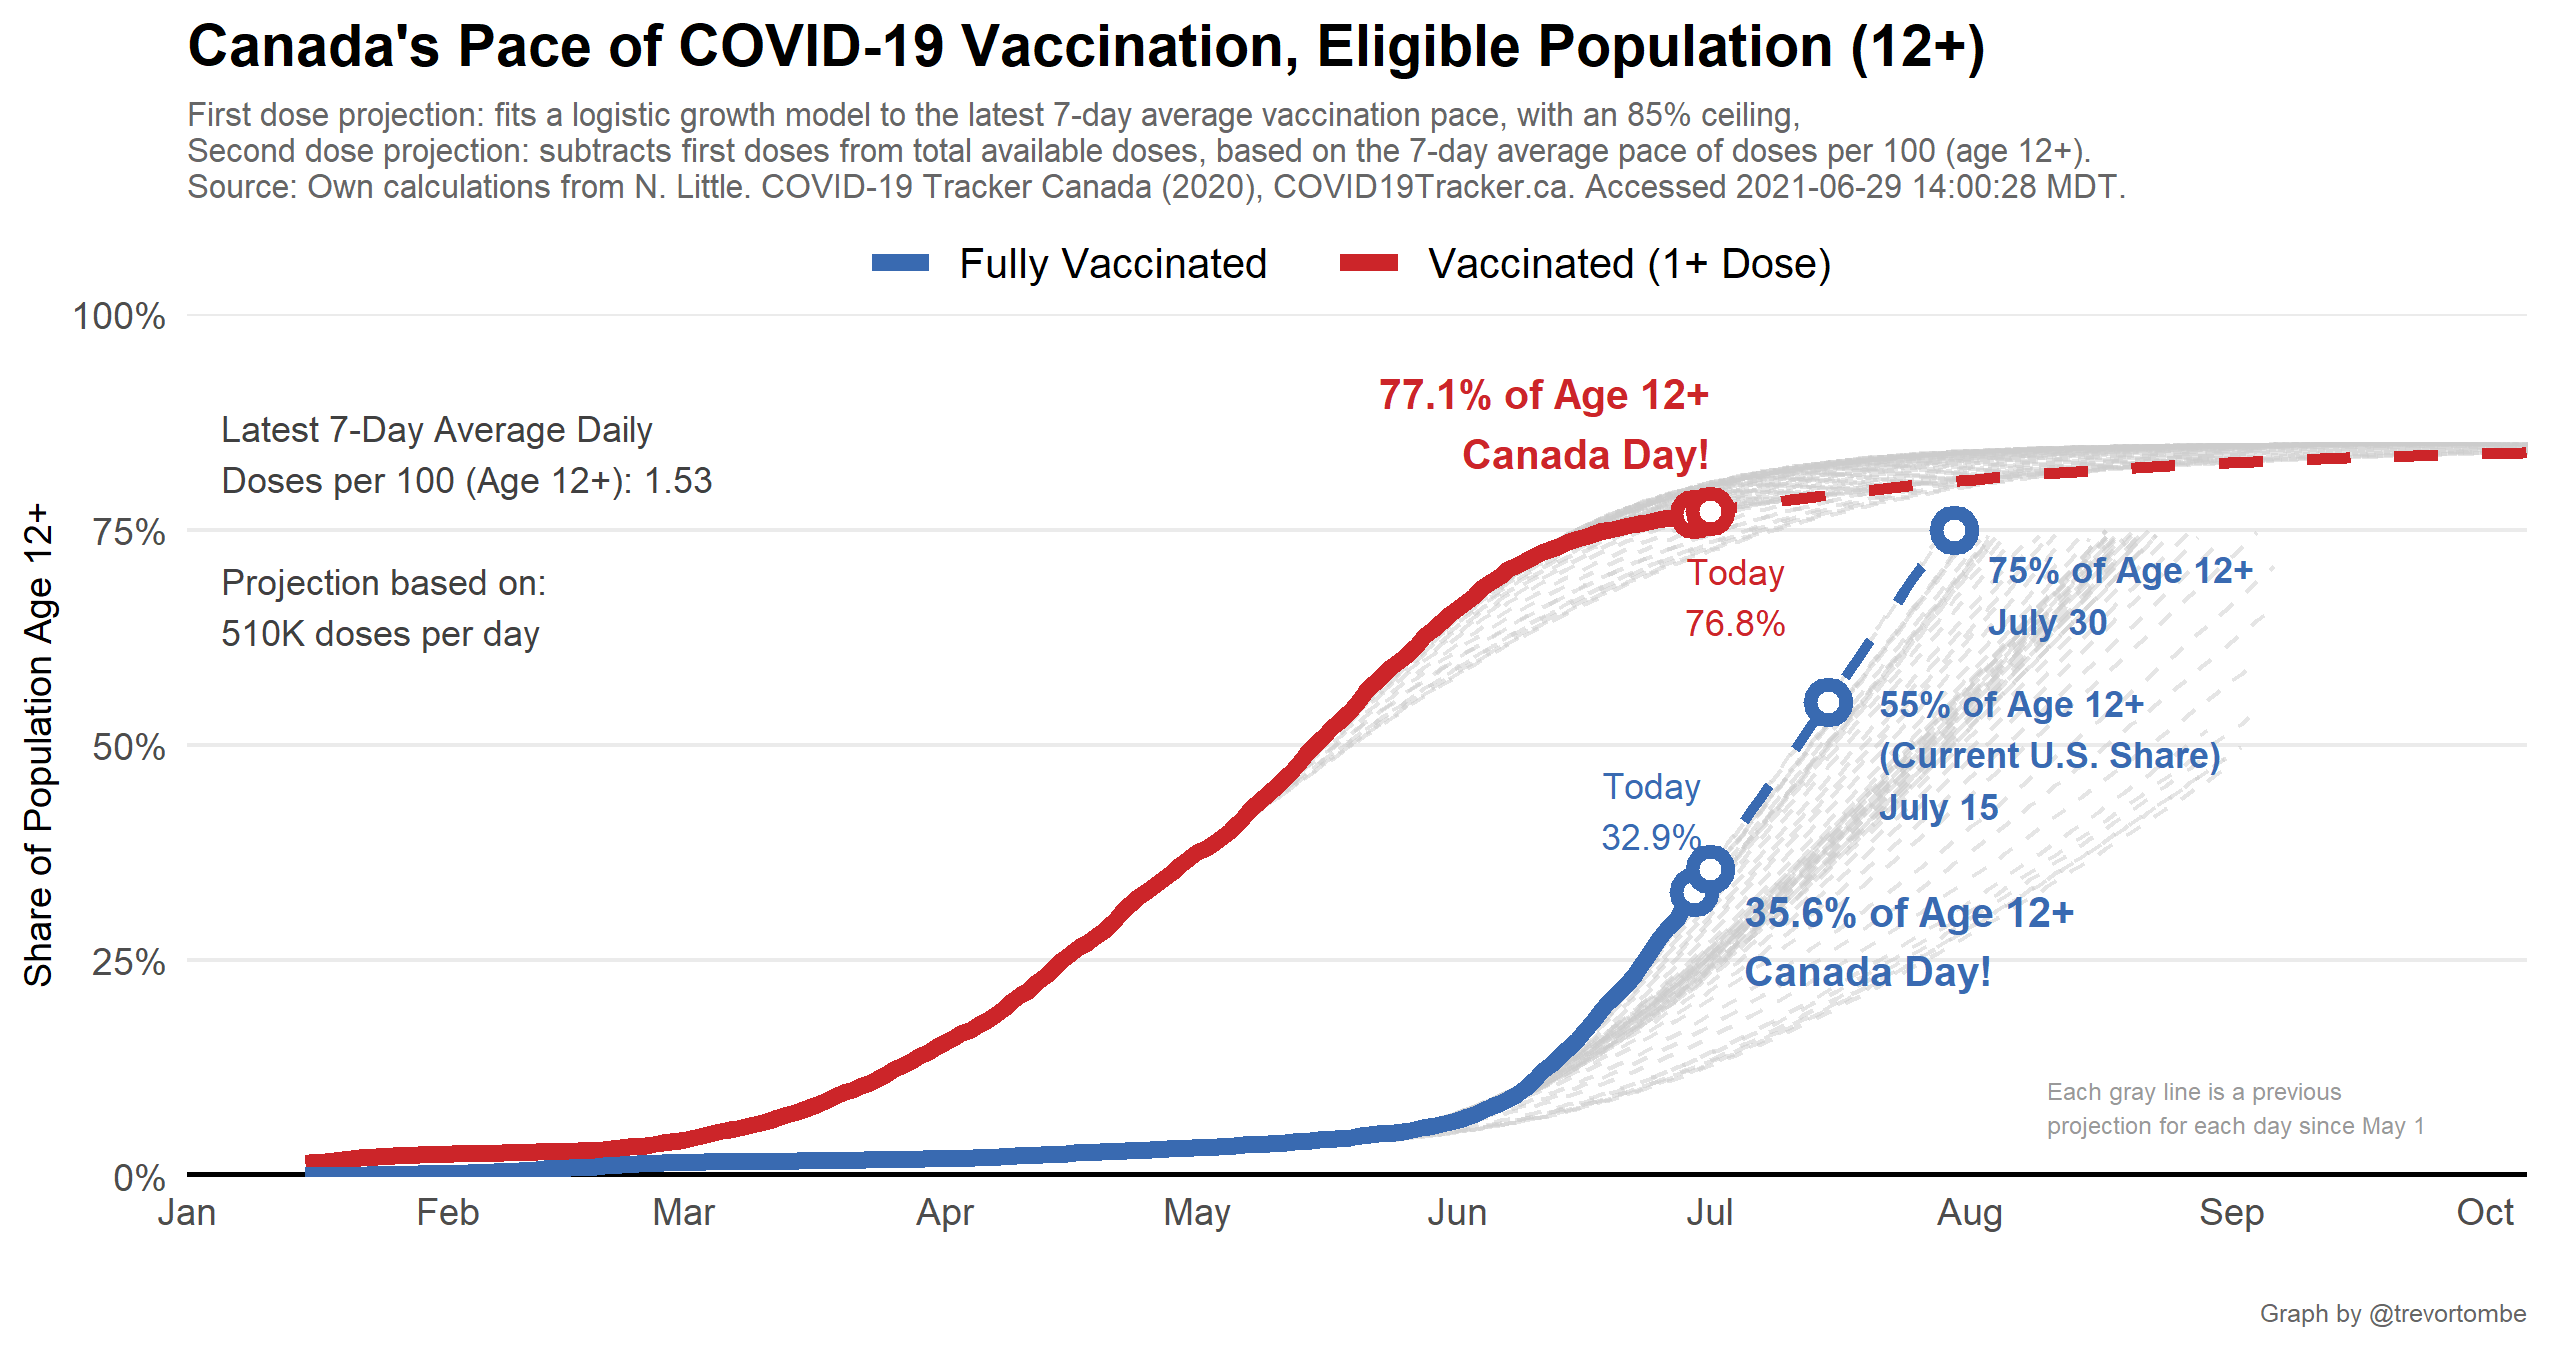 Canada's Pace of COVID-19 Vaccination, Eligible Population (12+)
First dose projection: fits a logistic growth model to the latest 7-day average vaccination pace, with an 85% ceiling,
Second dose projection: subtracts first doses from total available doses, based on the 7-day average pace of doses per 100 (age 12+).
Source: Own calculations from N. Little. COVID-19 Tracker Canada (2020), COVID19Tracker.ca. Accessed 2021-06-29 14:00:28 MDT.
Fully Vaccinated
Vaccinated (1+ Dose)
Share of Population Age 12+
100%
75%
50%
25%
0%
Latest 7-Day Average Daily
Doses per 100 (Age 12+): 1.53
Projection based on:
510K doses per day
77.1% of Age 12+
Canada Day!
Today
76.8%
75% of Age 12+
July 30
55% of Age 12+
(Current U.S. Share)
July 15
Today
32.9%
35.6% of Age 12+
Canada Day!
Each gray line is a previous
projection for each day since May 1
Jan
Feb
Mar
Apr
May
Jun
Jul
Aug
Sep
Oct
Graph by @trevortombe